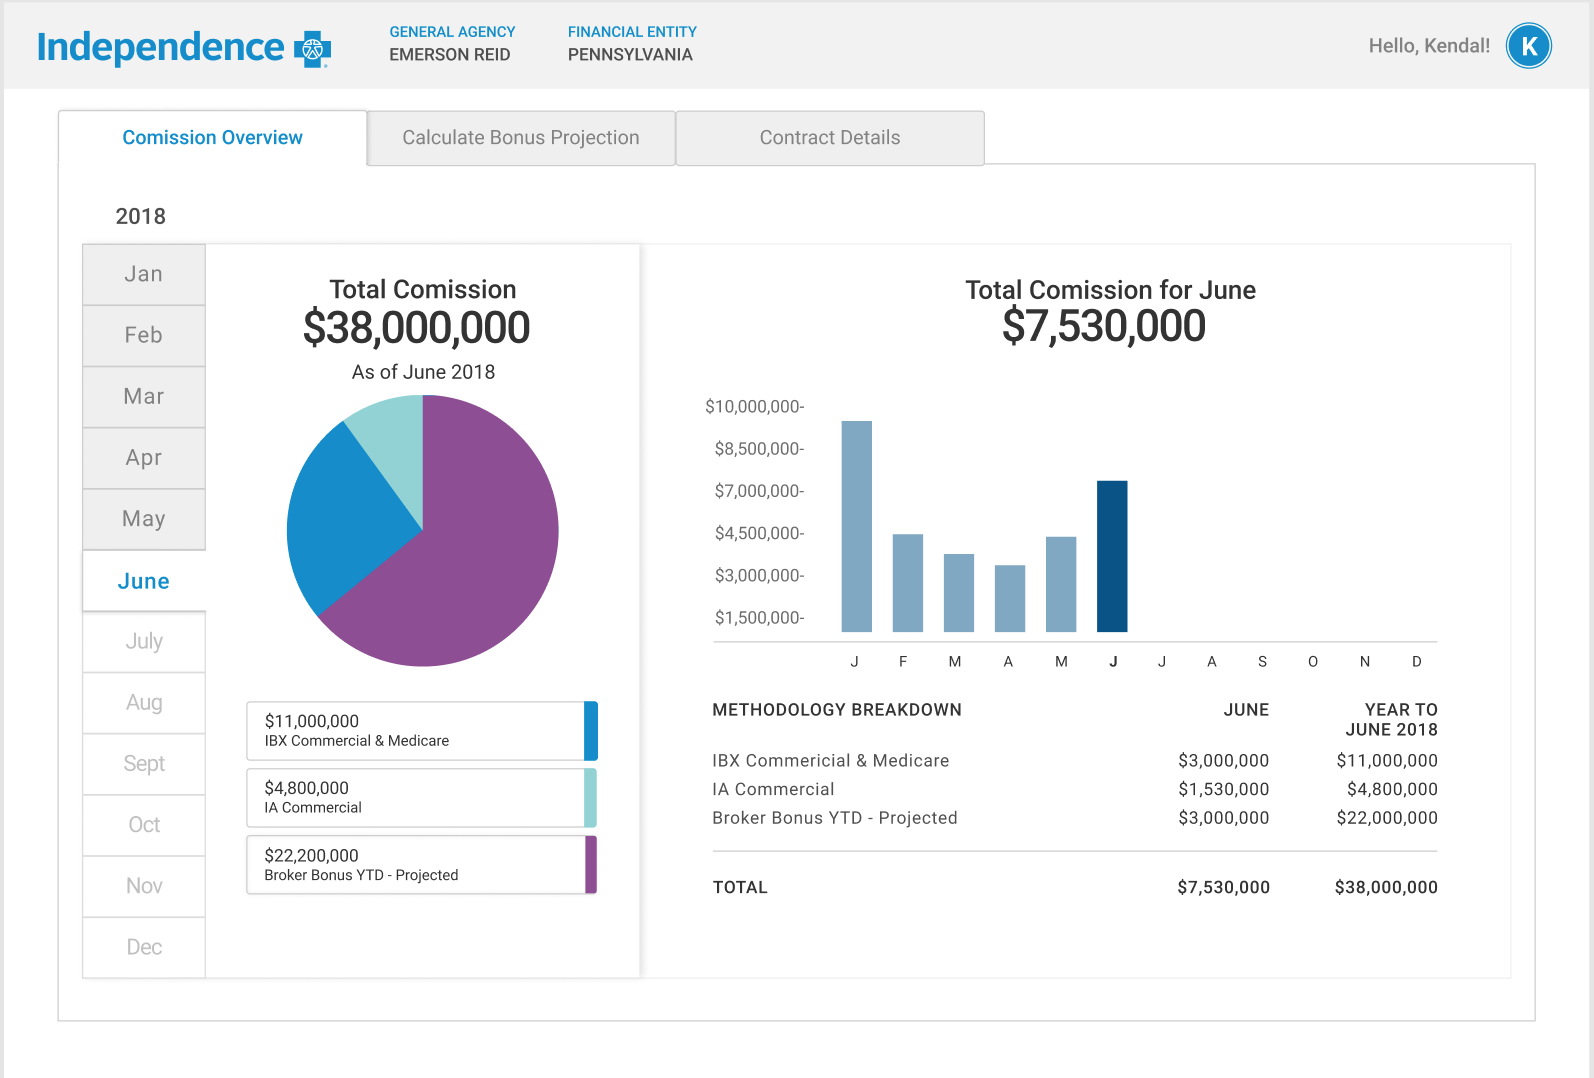 Independence
GENERAL AGENCY
EMERSON REID
FINANCIAL ENTITY
PENNSYLVANIA
Hello, Kendal!
K
Comission Overview
Calculate Bonus Projection
Contract Details
2018
Jan
Feb
Mar
Apr
May
June
July
Aug
Sept
Oct
Nov
Dec
Total Comission
$38,000,000
As of June 2018
$11,000,000
IBX Commercial & Medicare
$4,800,000
IA Commercial
$22,200,000
Broker Bonus YTD - Projected
Total Comission for June
$7,530,000
$10,000,000-
$8,500,000-
$7,000,000-
$4,500,000-
$3,000,000-
$1,500,000-
J F M A M J J A S O N D
METHODOLOGY BREAKDOWN JUNE YEAR TO
JUNE 2018
IBX Commericial & Medicare $3,000,000 $11,000,000
IA Commercial $1,530,000 $4,800,000
Broker Bonus YTD - Projected $3,000,000 $22,000,000
TOTAL $7,530,000 $38,000,000